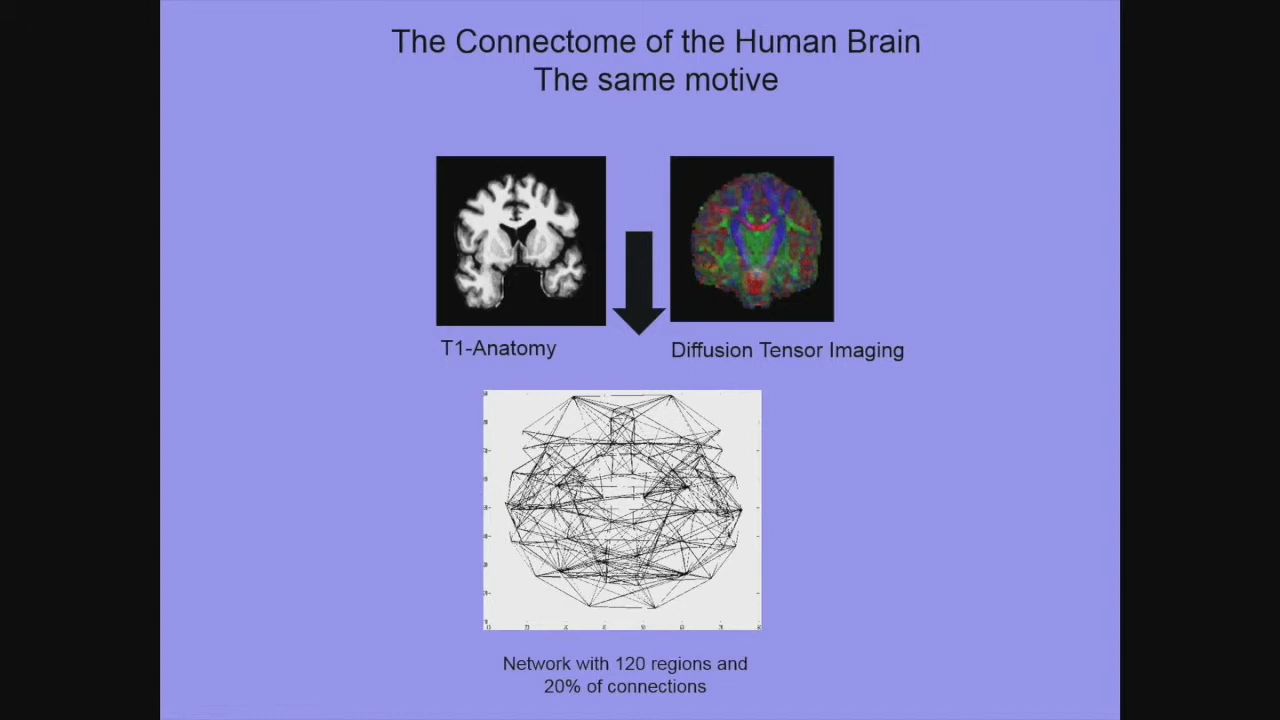 The Connectome of the Human Brain
The same motive
T1-Anatomy
Diffusion Tensor Imaging
Network with 120 regions and
20% of connections